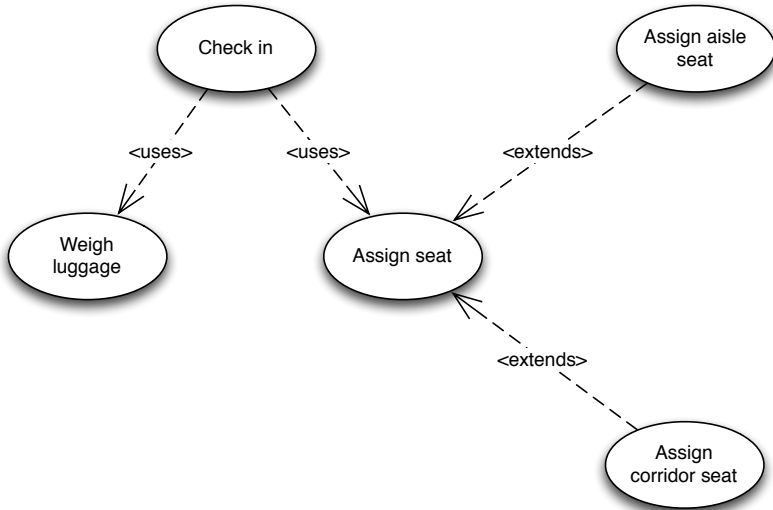 Check in
Assign aisle
seat
<uses>
<uses>
<extends>
Weigh
luggage
Assign seat
<extends>
Assign
corridor seat